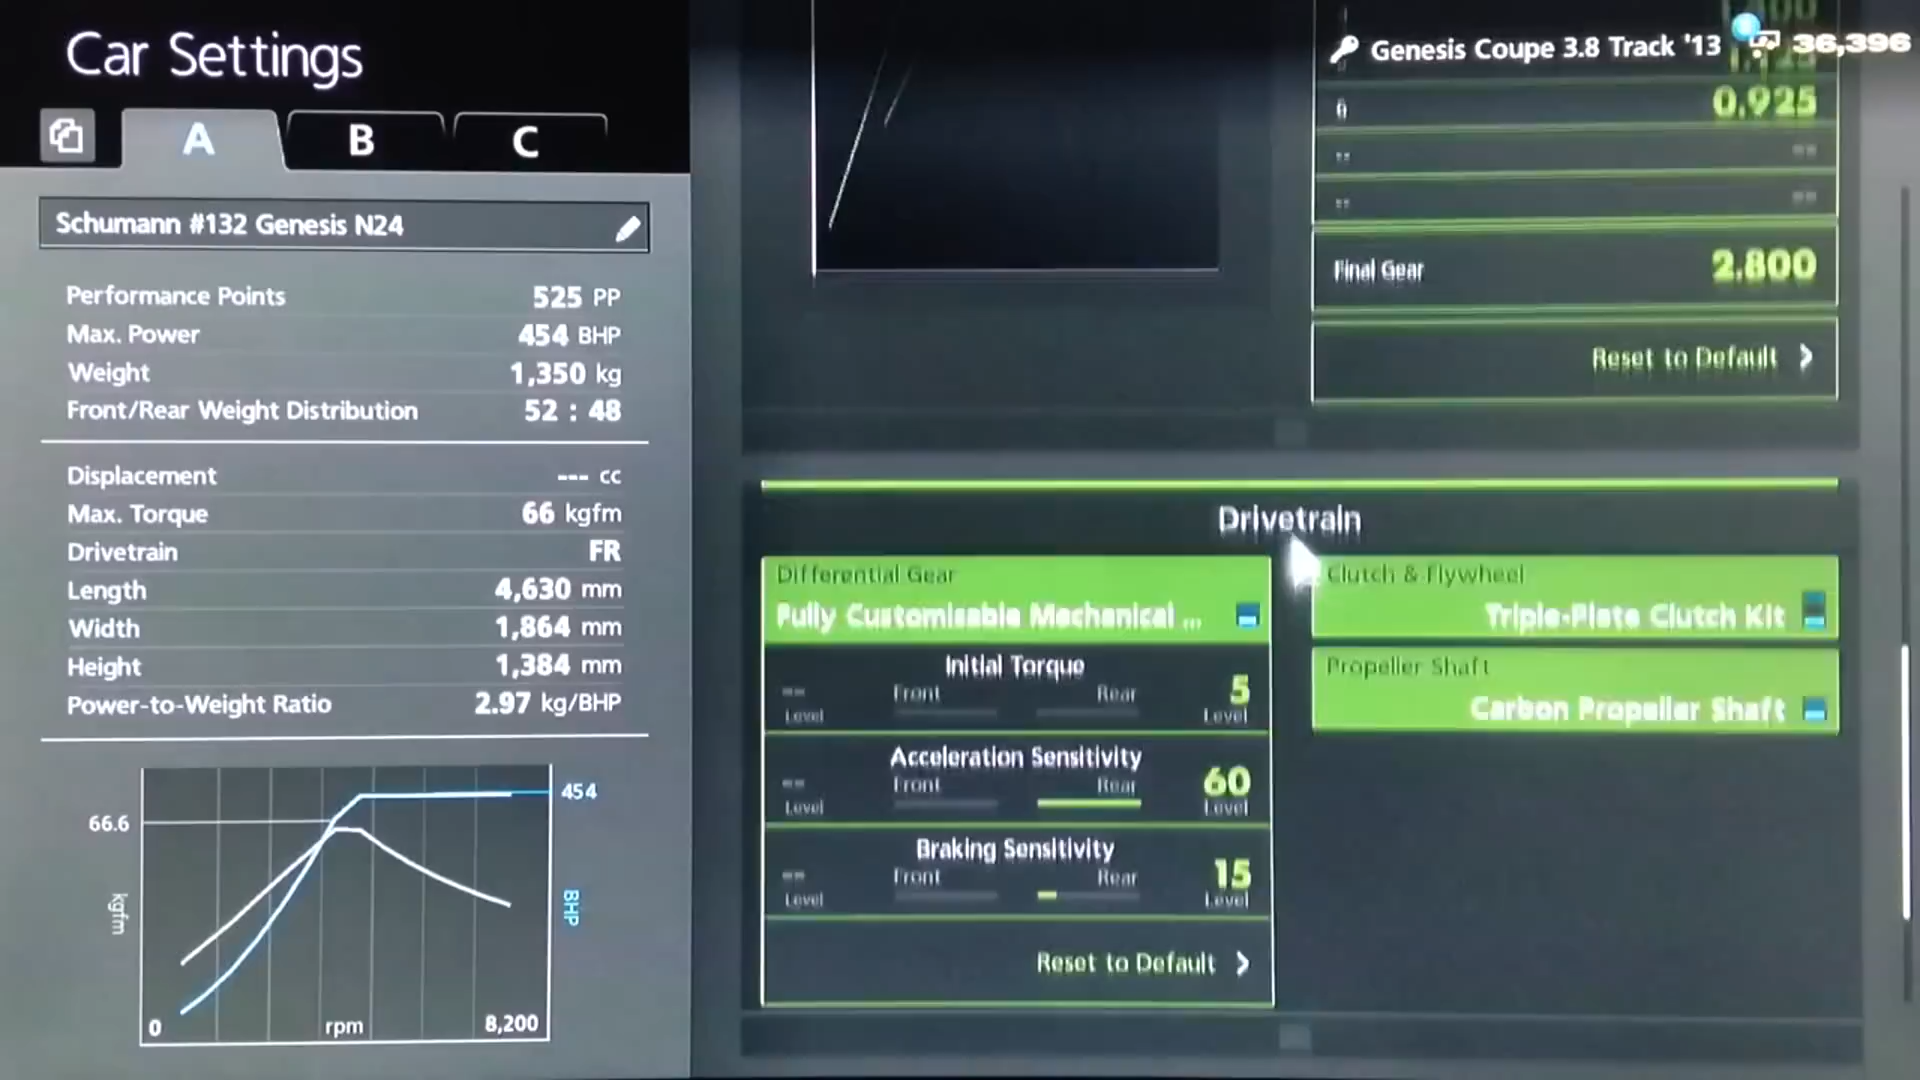 Car Settings
A
B
C
Schumann #132 Genesis N24
Performance Points 525 PP
Max. Power 454 BHP
Weight 1,350 kg
Front/Rear Weight Distribution 52 : 48
Displacement --- cc
Max. Torque 66 kgfm
Drivetrain FR
Length 4,630 mm
Width 1,864 mm
Height 1,384 mm
Power-to-Weight Ratio 2.97 kg/BHP
454
66.6
kgfm
BHP
0 rpm 8,200
Genesis Coupe 3.8 Track '13
36,396
0.925
-- --
-- --
Final Gear 2.800
Reset to Default
Drivetrain
Differential Gear
Fully Customisable Mechanical ...
Initial Torque
-- Front Rear 5
Level Level
Acceleration Sensitivity
-- Front Rear 60
Level Level
Braking Sensitivity
-- Front Rear 15
Level Level
Reset to Default
Clutch & Flywheel
Triple-Plate Clutch Kit
Propeller Shaft
Carbon Propeller Shaft